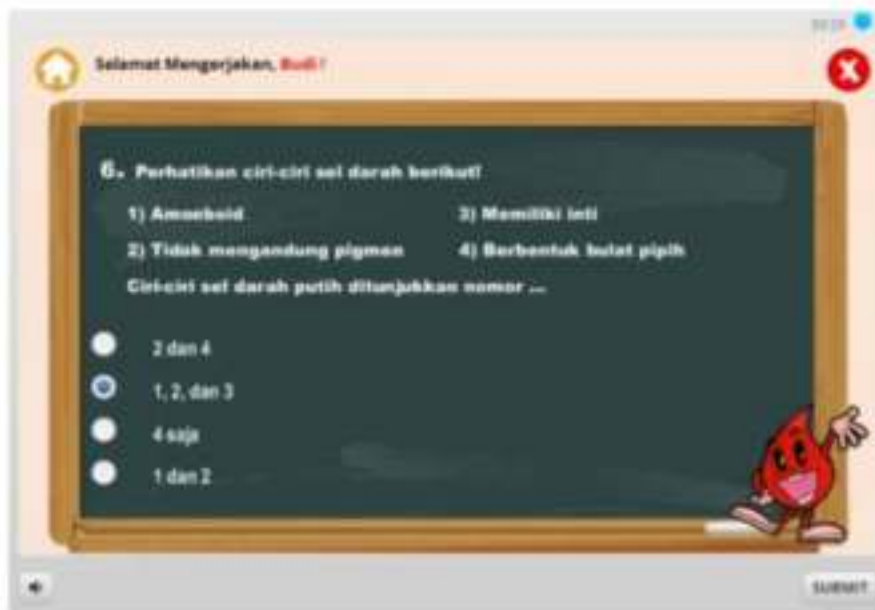 Selamat Mengerjakan, Budi !
6. Perhatikan ciri-ciri sel darah berikut!
1) Amoeboid
3) Memiliki inti
2) Tidak mengandung pigmen
4) Berbentuk bulat pipih
Ciri-ciri sel darah putih ditunjukkan nomor ...
2 dan 4
1, 2, dan 3
4 saja
1 dan 2
SUBMIT